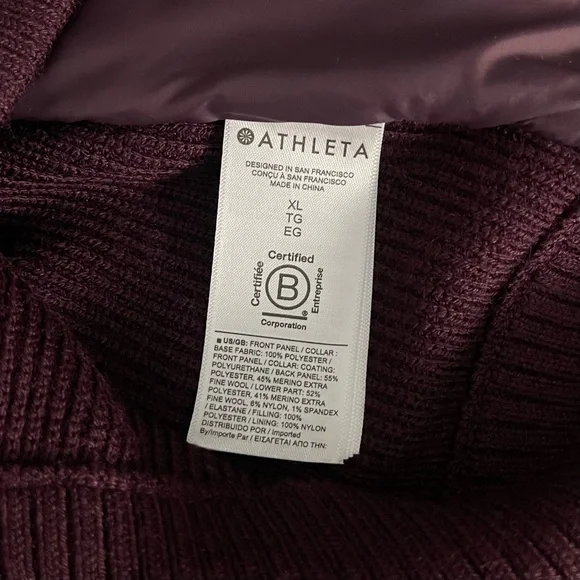 ATHLETA
DESIGNED IN SAN FRANCISCO
CONÇU À SAN FRANCISCO
MADE IN CHINA
XL
TG
EG
Certified
Certifiée
B
Entreprise
®
Corporation
■ US/GB: FRONT PANEL / COLLAR :
BASE FABRIC: 100% POLYESTER /
FRONT PANEL / COLLAR: COATING:
POLYURETHANE / BACK PANEL: 55%
POLYESTER, 45% MERINO EXTRA
FINE WOOL / LOWER PART: 52%
POLYESTER, 41% MERINO EXTRA
FINE WOOL, 6% NYLON, 1% SPANDEX
/ ELASTANE / FILLING: 100%
POLYESTER / LINING: 100% NYLON
DISTRIBUIDO POR / Imported
By/Importe Par / ΕΙΣΑΓΕΤΑΙ ΑΠΟ ΤΗΝ: